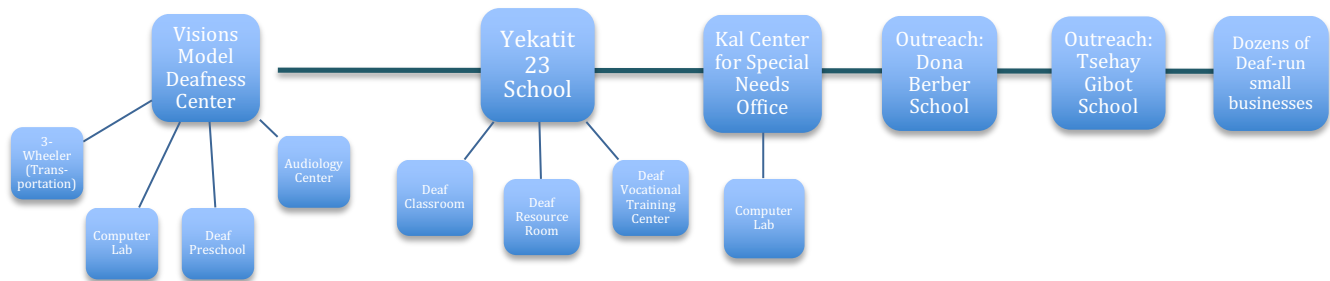 Visions
Model
Deafness
Center
Yekatit
23
School
Kal Center
for Special
Needs
Office
Outreach:
Dona
Berber
School
Outreach:
Tsehay
Gibot
School
Dozens of
Deaf-run
small
businesses
3-
Wheeler
(Trans-
portation)
Computer
Lab
Deaf
Preschool
Audiology
Center
Deaf
Classroom
Deaf
Resource
Room
Deaf
Vocational
Training
Center
Computer
Lab